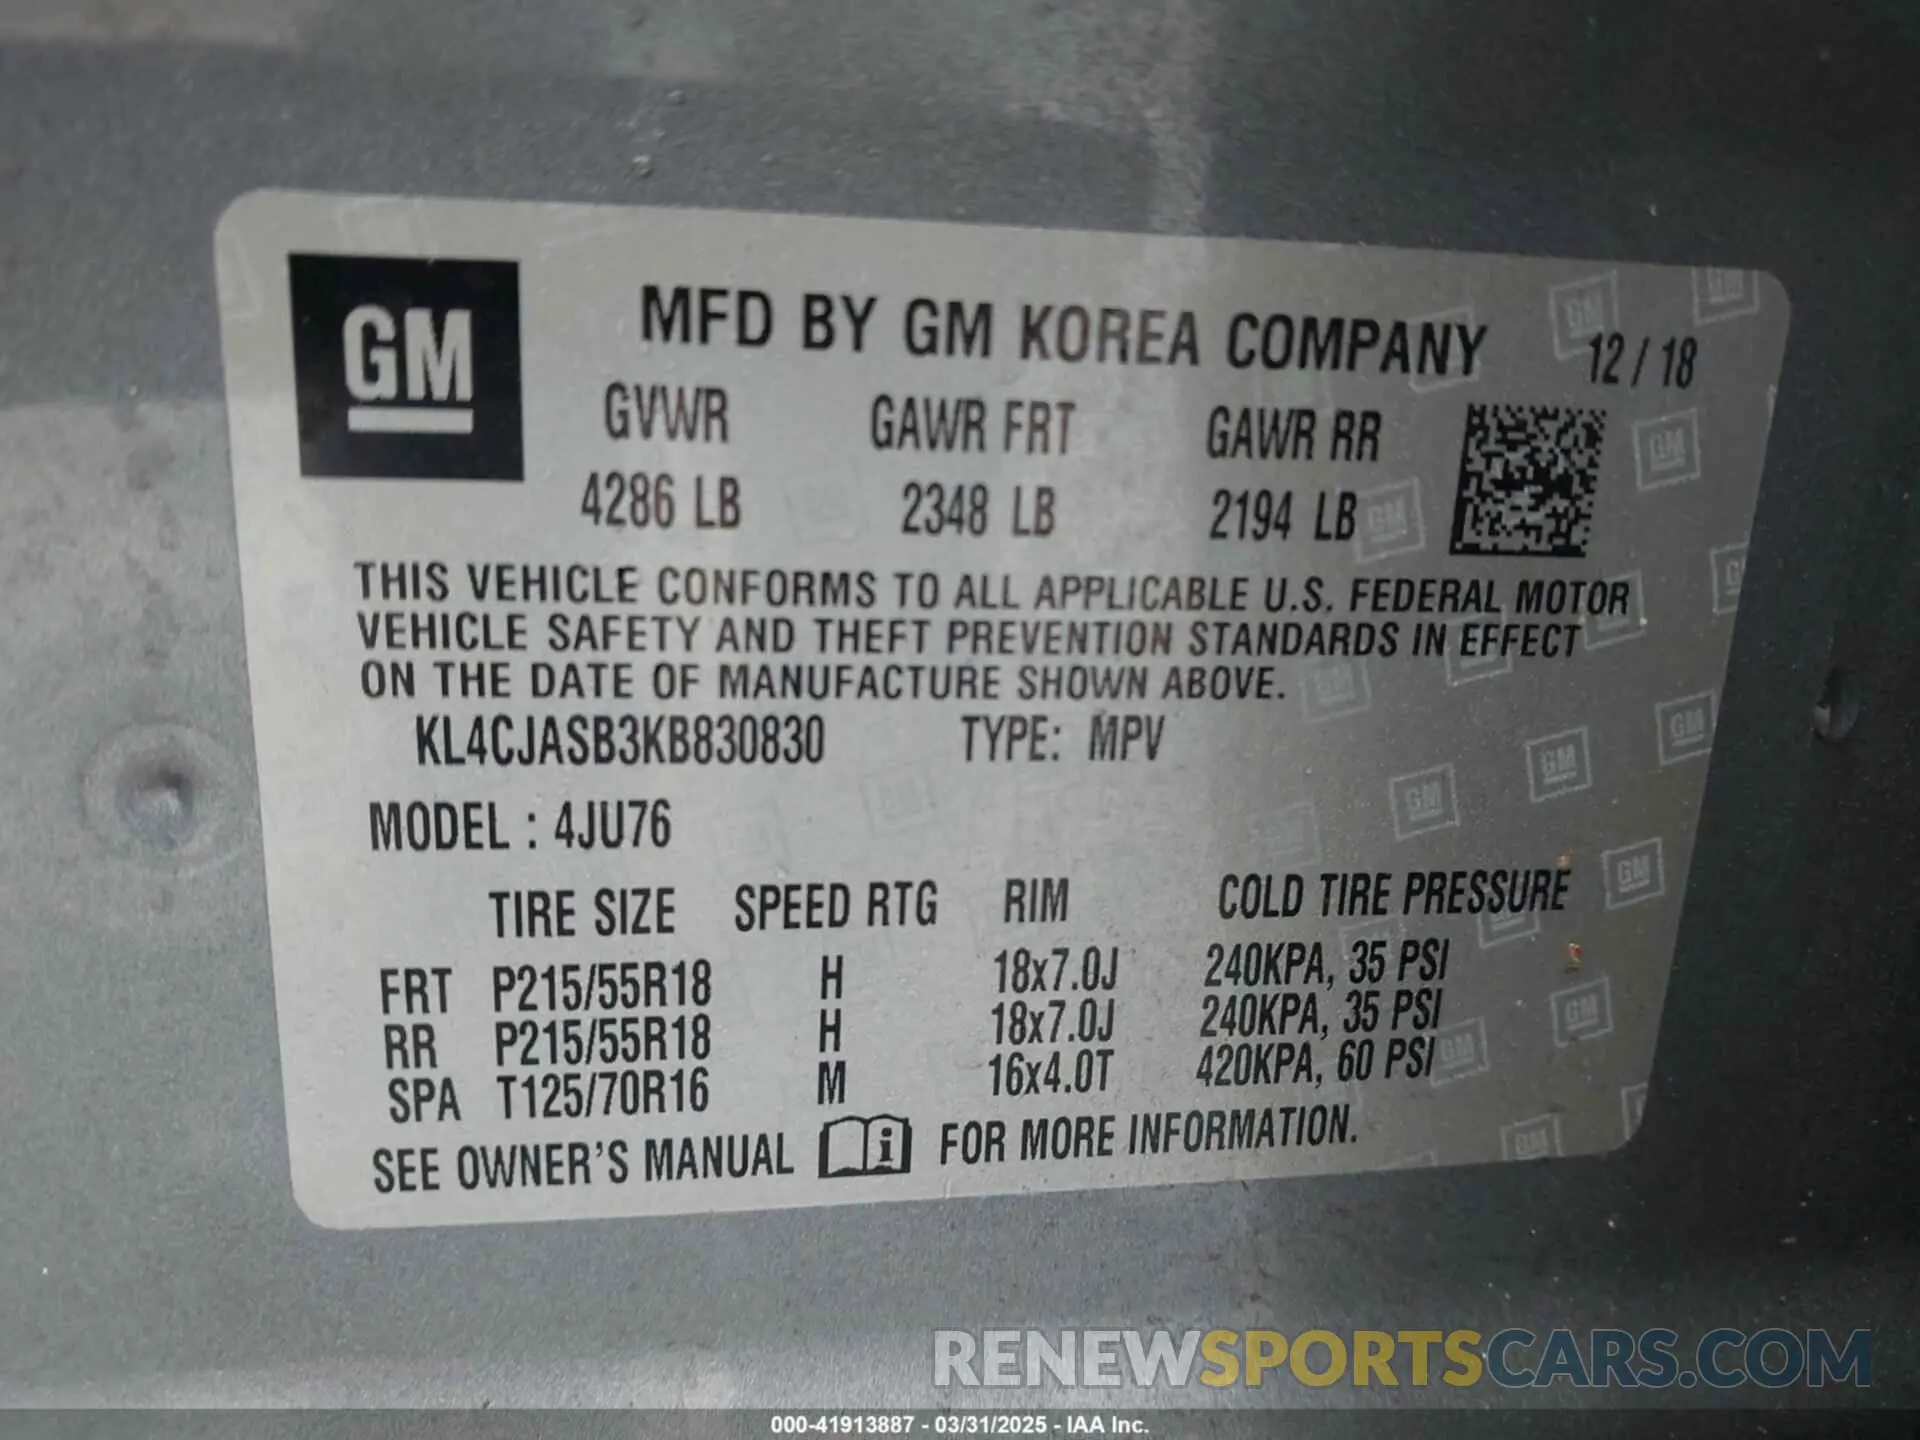 GM
MFD BY GM KOREA COMPANY 12 / 18
GVWR GAWR FRT GAWR RR
4286 LB 2348 LB 2194 LB
THIS VEHICLE CONFORMS TO ALL APPLICABLE U.S. FEDERAL MOTOR
VEHICLE SAFETY AND THEFT PREVENTION STANDARDS IN EFFECT
ON THE DATE OF MANUFACTURE SHOWN ABOVE.
KL4CJASB3KB830830 TYPE: MPV
MODEL : 4JU76
TIRE SIZE SPEED RTG RIM COLD TIRE PRESSURE
FRT P215/55R18 H 18x7.0J 240KPA, 35 PSI
RR P215/55R18 H 18x7.0J 240KPA, 35 PSI
SPA T125/70R16 M 16x4.0T 420KPA, 60 PSI
SEE OWNER'S MANUAL i FOR MORE INFORMATION.
RENEWSPORTSCARS.COM
000-41913887 - 03/31/2025 - IAA Inc.